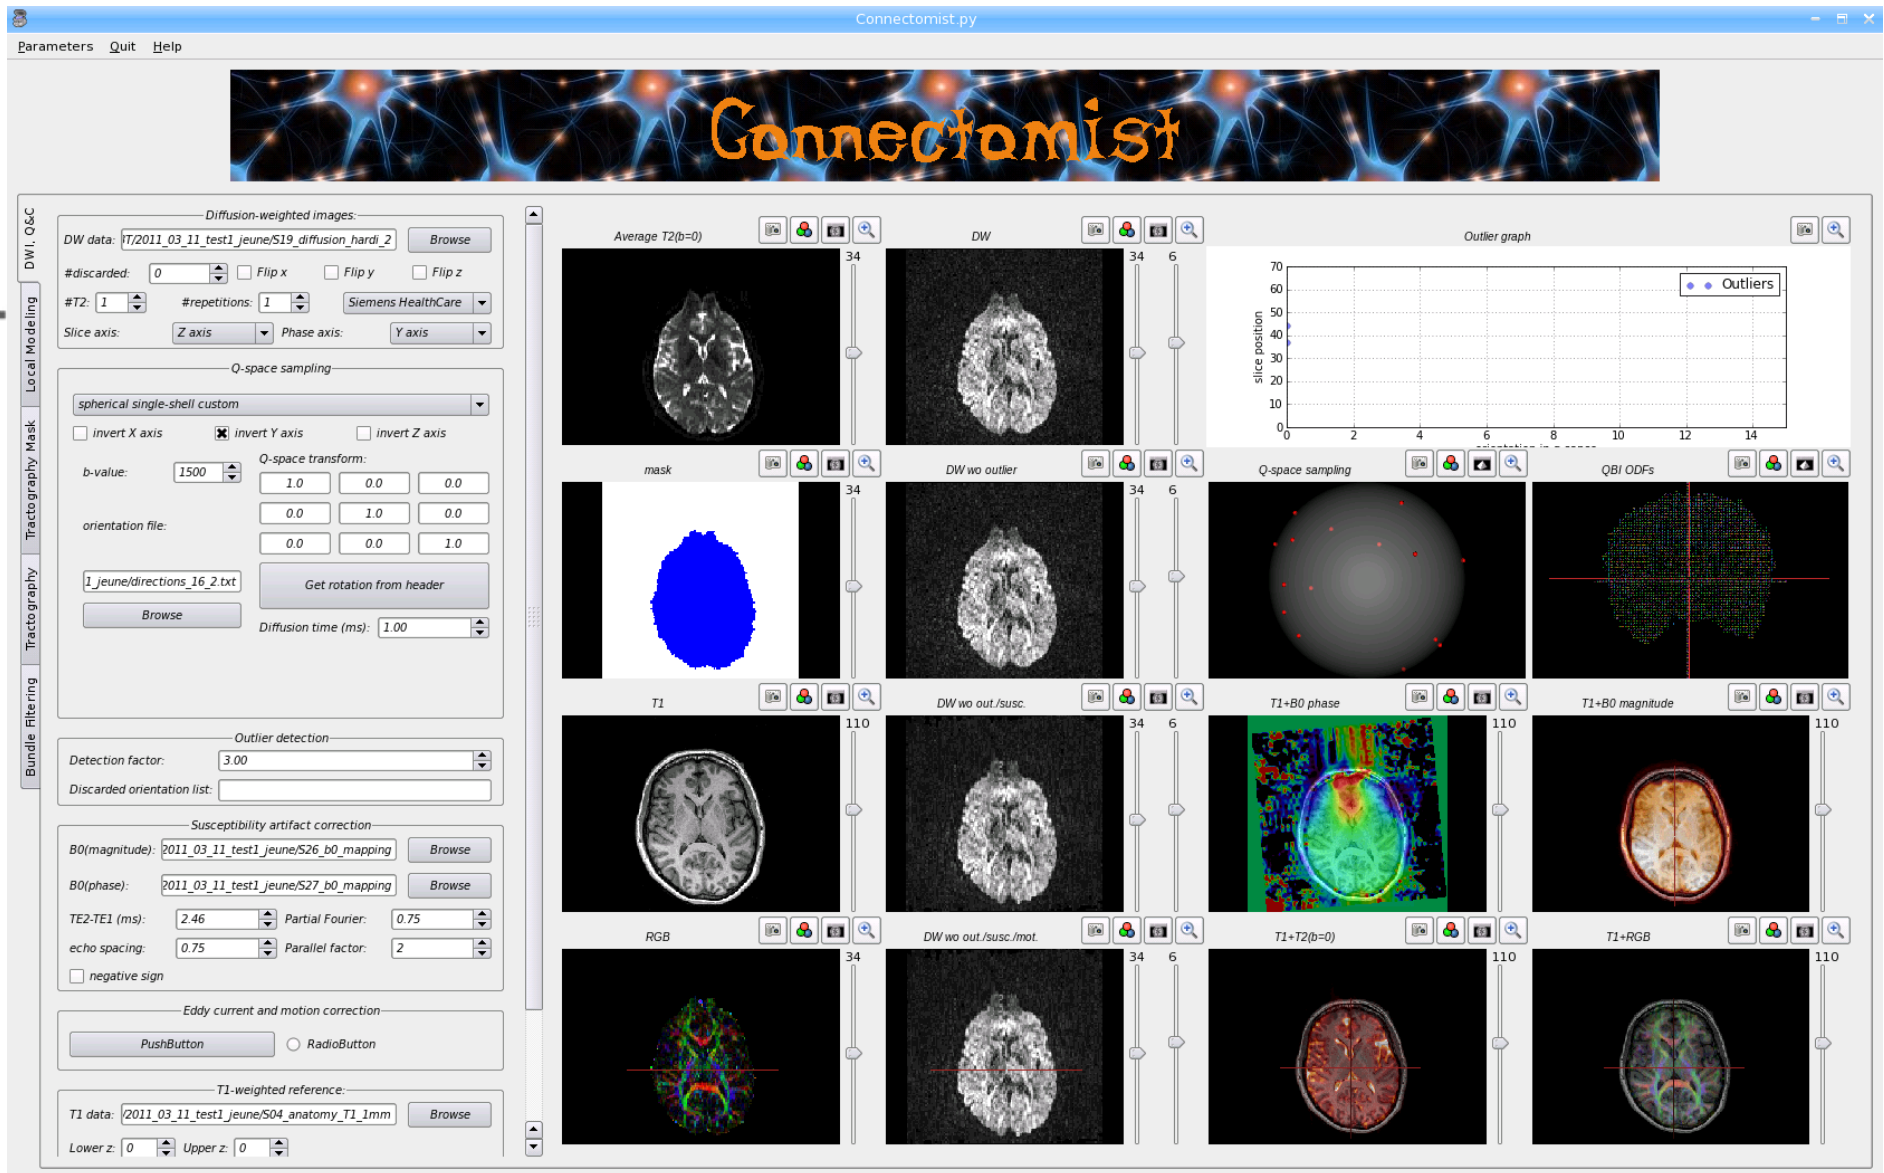 Connectomist.py
Parameters Quit Help
Connectomist
DWI, Q&C
Local Modeling
Tractography Mask
Tractography
Bundle Filtering
Diffusion-weighted images:
DW data: IT/2011_03_11_test1_jeune/S19_diffusion_hardi_2 Browse
#discarded: 0 Flip x Flip y Flip z
#T2: 1 #repetitions: 1 Siemens HealthCare
Slice axis: Z axis Phase axis: Y axis
Q-space sampling
spherical single-shell custom
invert X axis invert Y axis invert Z axis
b-value: 1500 Q-space transform:
1.0 0.0 0.0
0.0 1.0 0.0
orientation file:
0.0 0.0 1.0
1_jeune/directions_16_2.txt Get rotation from header
Browse
Diffusion time (ms): 1.00
Outlier detection
Detection factor: 3.00
Discarded orientation list:
Susceptibility artifact correction
B0(magnitude): 2011_03_11_test1_jeune/S26_b0_mapping Browse
B0(phase): 2011_03_11_test1_jeune/S27_b0_mapping Browse
TE2-TE1 (ms): 2.46 Partial Fourier: 0.75
echo spacing: 0.75 Parallel factor: 2
negative sign
Eddy current and motion correction
PushButton RadioButton
T1-weighted reference:
T1 data: /2011_03_11_test1_jeune/S04_anatomy_T1_1mm Browse
Lower z: 0 Upper z: 0
Average T2(b=0) DW Outlier graph
34 34 6
70
60
50
40
30
20
10
0
slice position
Outliers
0 2 4 6 8 10 12 14
orientation in q-space
mask DW wo outlier Q-space sampling QBI ODFs
34 34 6
T1 DW wo out./susc. T1+B0 phase T1+B0 magnitude
110 34 6 110 110
RGB DW wo out./susc./mot. T1+T2(b=0) T1+RGB
34 34 6 110 110